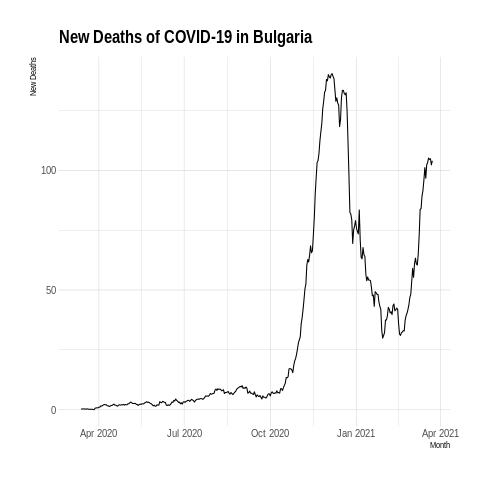 New Deaths of COVID-19 in Bulgaria
New Deaths
100
50
0
Apr 2020 Jul 2020 Oct 2020 Jan 2021 Apr 2021
Month